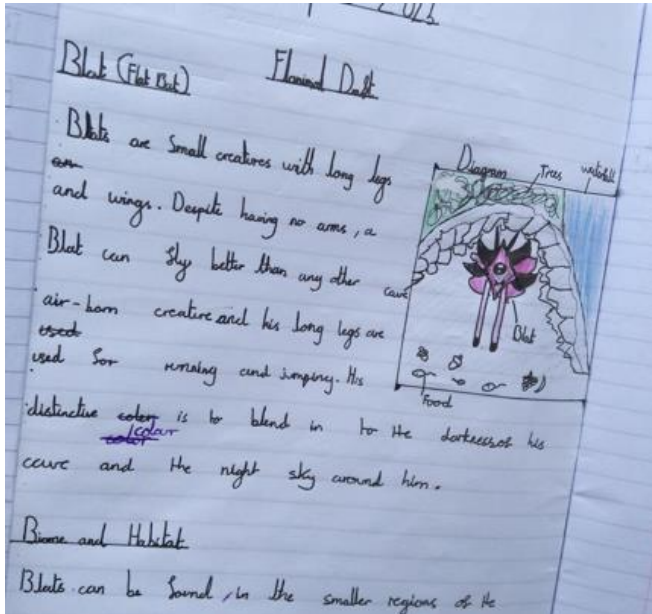 Blat (Flat Bat)
Flanimal Draft
Blats are small creatures with long legs
and wings. Despite having no arms, a
Blat can fly better than any other
air-born creature and his long legs are
used
used for running and jumping. His
distinctive colour is to blend in to the darkness of his
cave and the night sky around him.
Diagram
Trees
waterfall
cave
Blat
Food
Biome and Habitat
Blats can be found, in the smaller regions of the